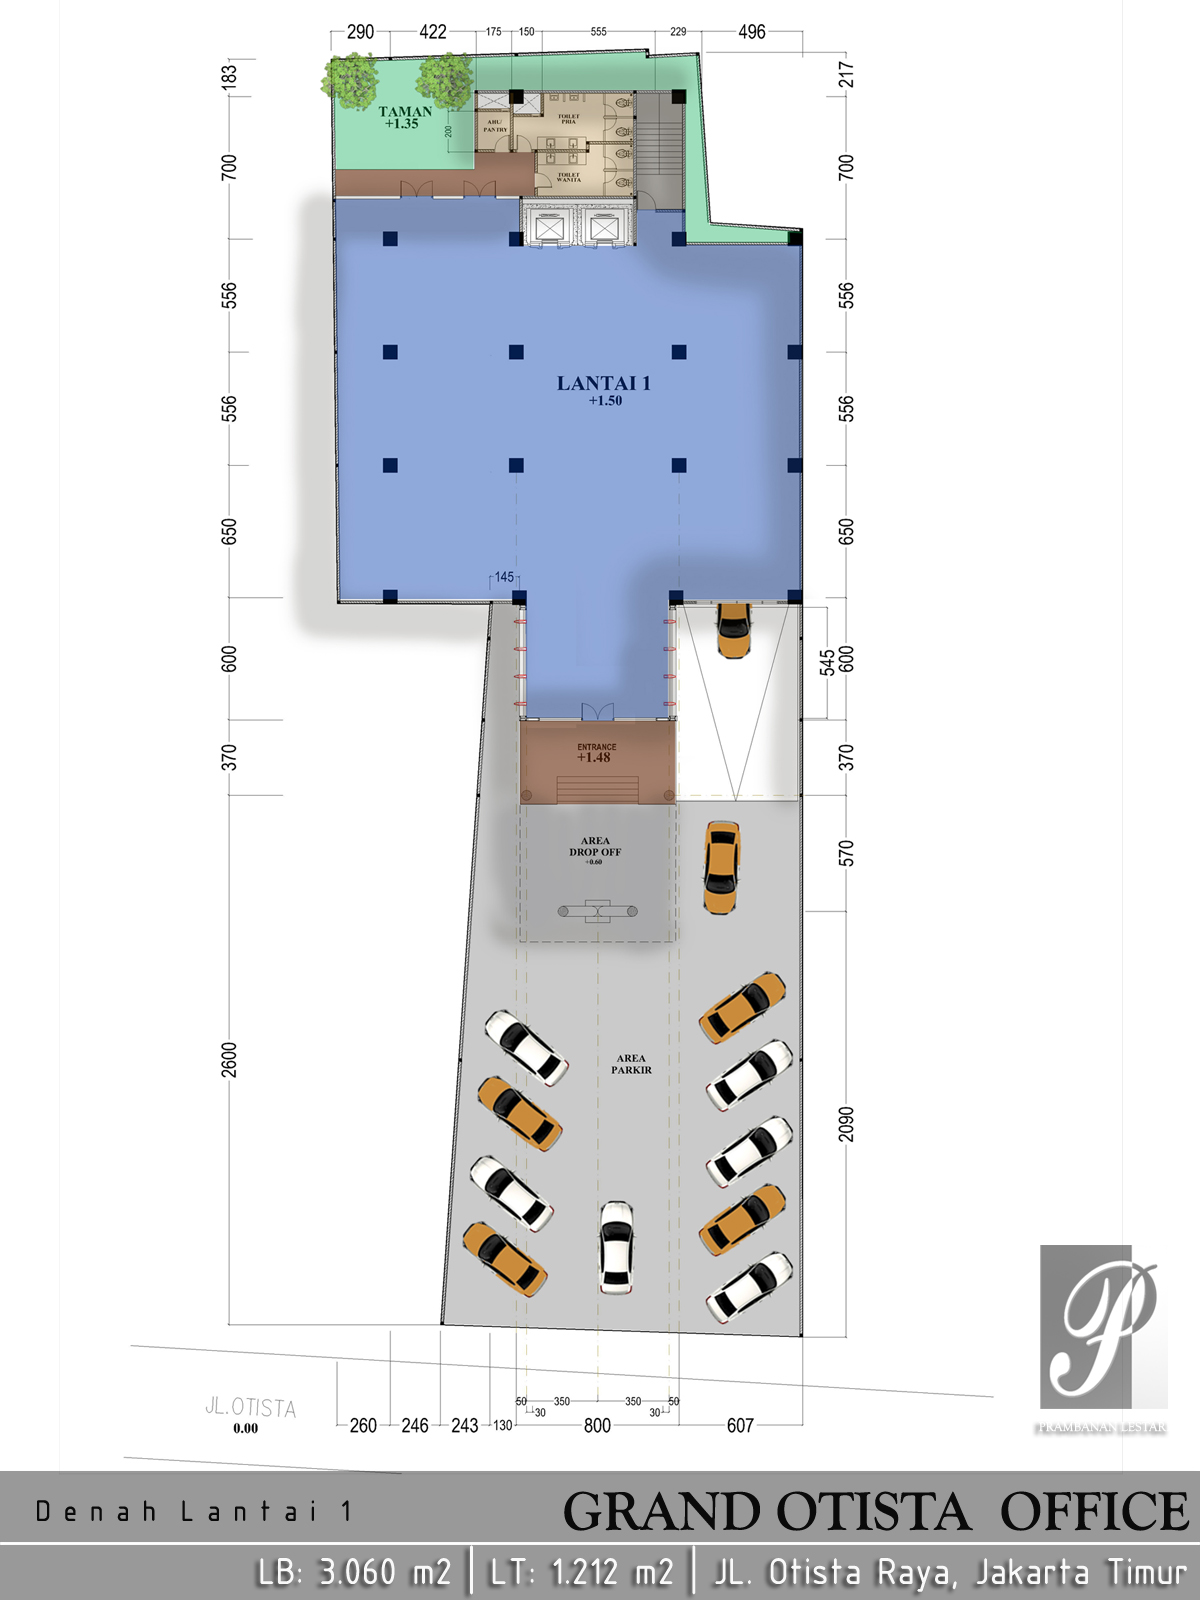 290 422 175 150 555 229 496
183
217
TAMAN
+1.35
200
AHU/
PANTRY
TOILET
PRIA
TOILET
WANITA
700
700
556
556
LANTAI 1
+1.50
556
556
650
650
145
600
545
600
ENTRANCE
+1.48
370
370
AREA
DROP OFF
+0.60
570
AREA
PARKIR
2600
2090
50 350 350 50
30 30
JL.OTISTA
0.00
260 246 243 130 800 607
P
PRAMBANAN LESTARI
Denah Lantai 1
GRAND OTISTA OFFICE
LB: 3.060 m2 | LT: 1.212 m2 | JL. Otista Raya, Jakarta Timur